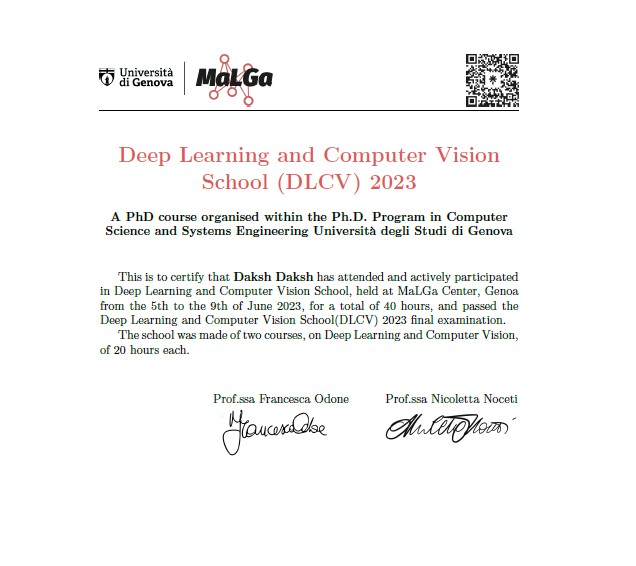 Università
di Genova
MaLGa
Deep Learning and Computer Vision
School (DLCV) 2023
A PhD course organised within the Ph.D. Program in Computer
Science and Systems Engineering Università degli Studi di Genova
This is to certify that Daksh Daksh has attended and actively participated
in Deep Learning and Computer Vision School, held at MaLGa Center, Genoa
from the 5th to the 9th of June 2023, for a total of 40 hours, and passed the
Deep Learning and Computer Vision School(DLCV) 2023 final examination.
The school was made of two courses, on Deep Learning and Computer Vision,
of 20 hours each.
Prof.ssa Francesca Odone
Prof.ssa Nicoletta Noceti
Francesca Odone